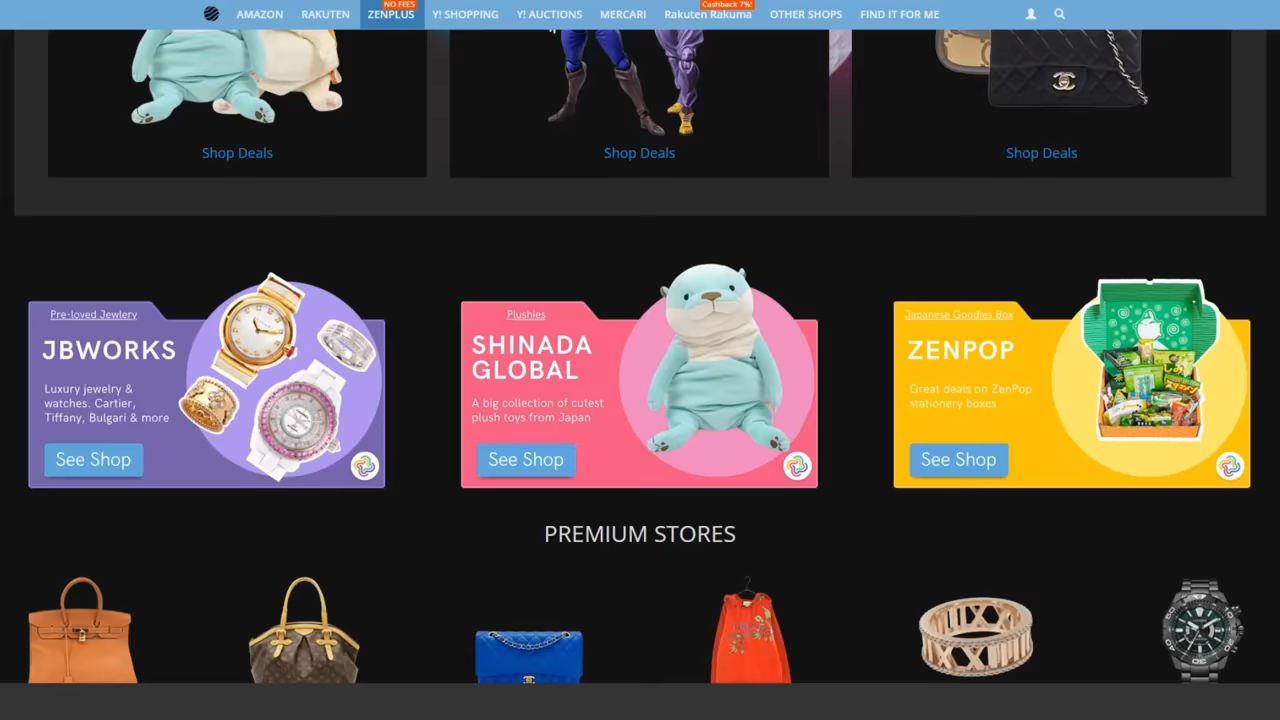 NO FEES
Cashback 7%!
AMAZON RAKUTEN ZENPLUS Y! SHOPPING Y! AUCTIONS MERCARI Rakuten Rakuma OTHER SHOPS FIND IT FOR ME
Shop Deals
Shop Deals
Shop Deals
Pre-loved Jewlery
JBWORKS
Luxury jewelry &
watches. Cartier,
Tiffany, Bulgari & more
See Shop
Plushies
SHINADA
GLOBAL
A big collection of cutest
plush toys from Japan
See Shop
Japanese Goodies Box
ZENPOP
Great deals on ZenPop
stationery boxes
See Shop
PREMIUM STORES